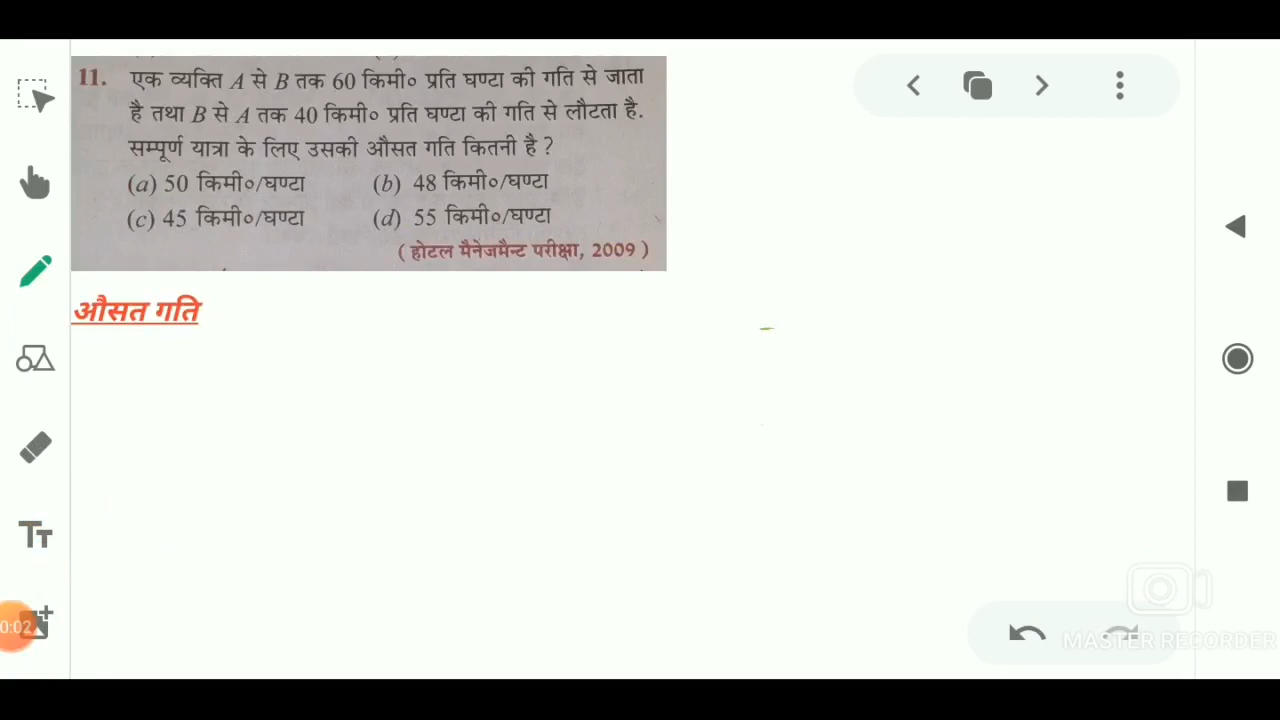 11. एक व्यक्ति A से B तक 60 किमी० प्रति घण्टा की गति से जाता
है तथा B से A तक 40 किमी० प्रति घण्टा की गति से लौटता है.
सम्पूर्ण यात्रा के लिए उसकी औसत गति कितनी है ?
(a) 50 किमी०/घण्टा (b) 48 किमी०/घण्टा
(c) 45 किमी०/घण्टा (d) 55 किमी०/घण्टा
( होटल मैनेजमैन्ट परीक्षा, 2009 )
औसत गति
TT
0:02
MASTER RECORDER